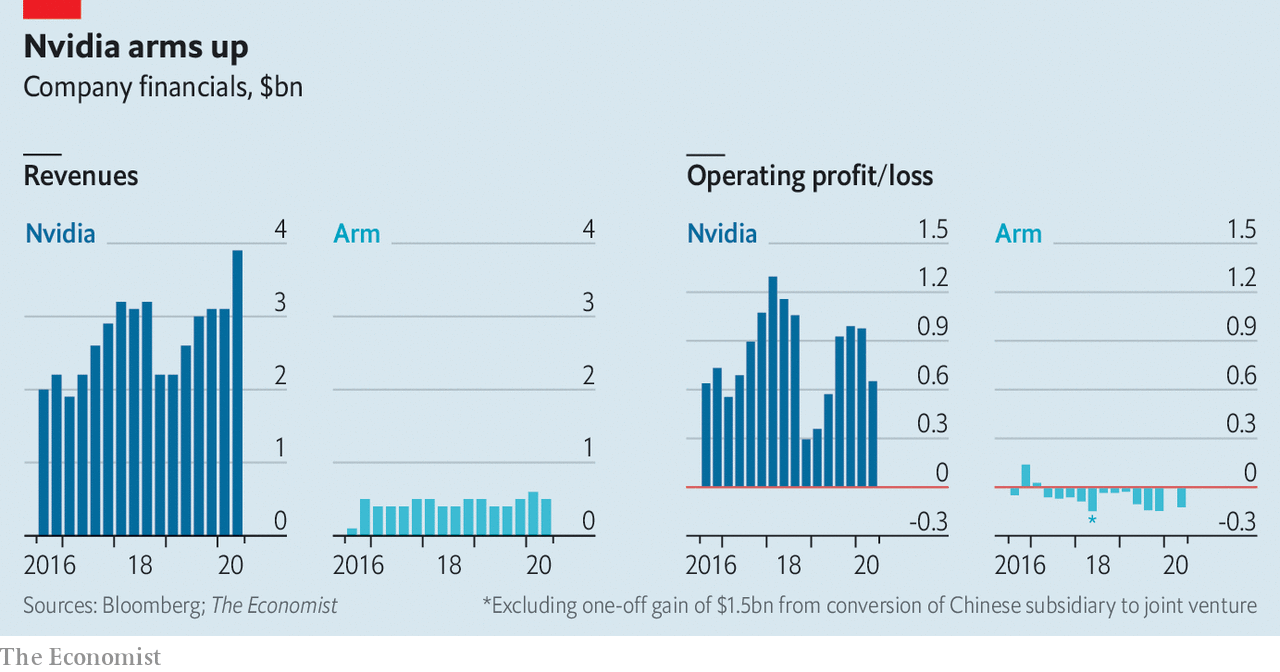 Nvidia arms up
Company financials, $bn
Revenues
Nvidia
4
3
2
1
0
2016 18 20
Arm
4
3
2
1
0
2016 18 20
Operating profit/loss
Nvidia
1.5
1.2
0.9
0.6
0.3
0
-0.3
2016 18 20
Arm
1.5
1.2
0.9
0.6
0.3
0
-0.3
*
2016 18 20
Sources: Bloomberg; The Economist
*Excluding one-off gain of $1.5bn from conversion of Chinese subsidiary to joint venture
The Economist